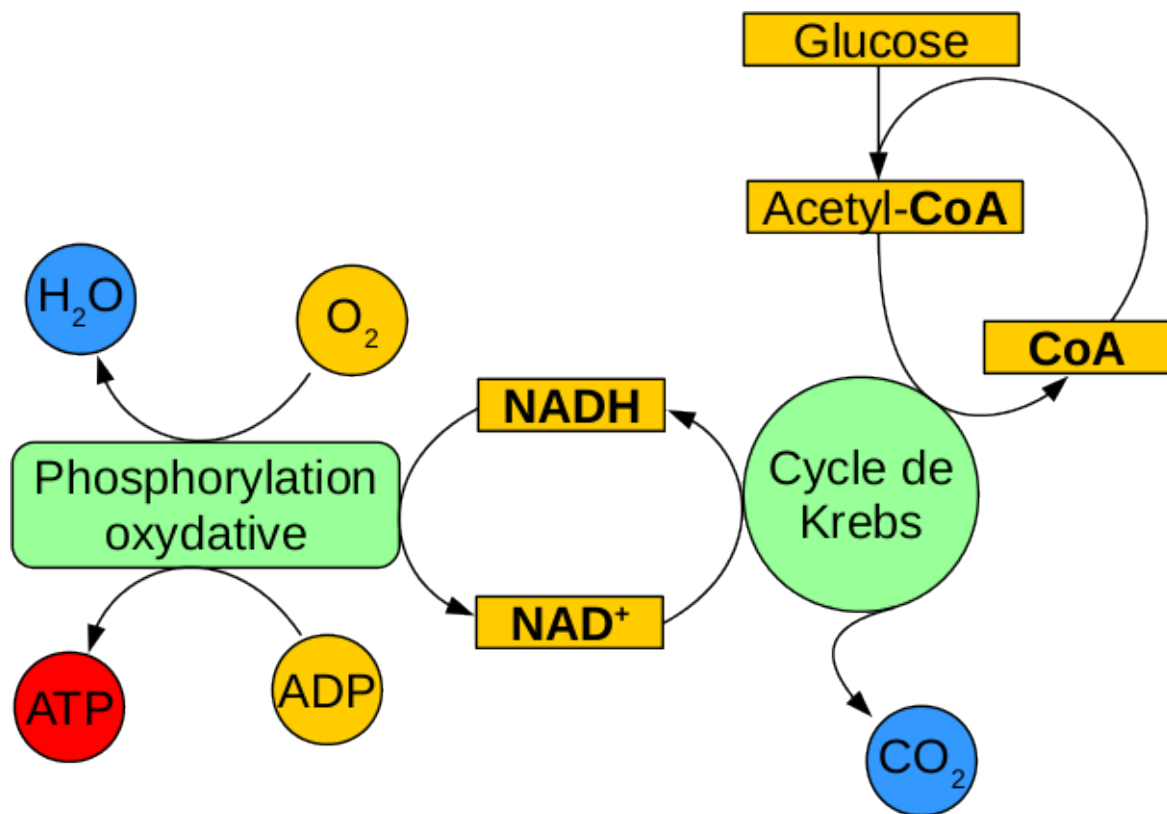 Glucose
Acetyl-CoA
CoA
H₂O
O₂
NADH
Phosphorylation
oxydative
Cycle de
Krebs
NAD⁺
ATP
ADP
CO₂